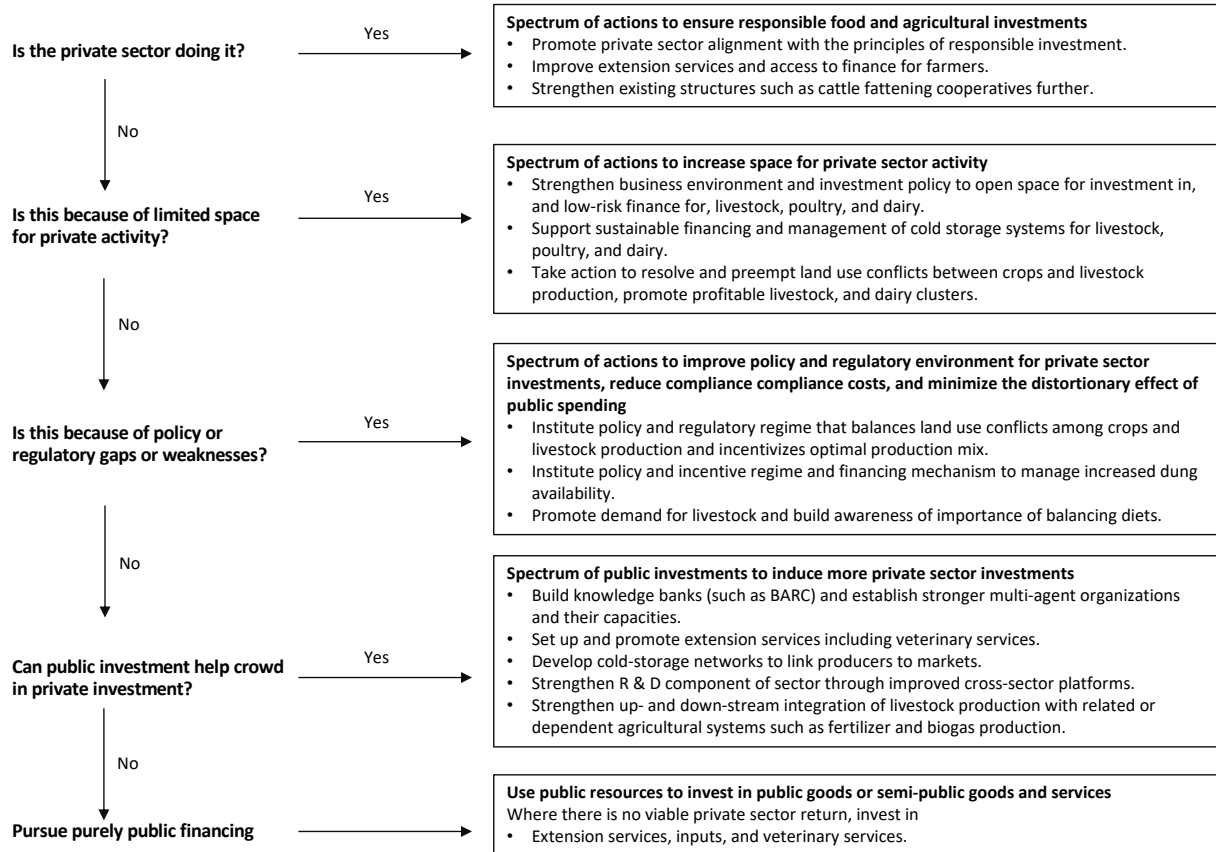 Is the private sector doing it?
Yes
Spectrum of actions to ensure responsible food and agricultural investments
• Promote private sector alignment with the principles of responsible investment.
• Improve extension services and access to finance for farmers.
• Strengthen existing structures such as cattle fattening cooperatives further.
No
Is this because of limited space
for private activity?
Yes
Spectrum of actions to increase space for private sector activity
• Strengthen business environment and investment policy to open space for investment in,
and low-risk finance for, livestock, poultry, and dairy.
• Support sustainable financing and management of cold storage systems for livestock,
poultry, and dairy.
• Take action to resolve and preempt land use conflicts between crops and livestock
production, promote profitable livestock, and dairy clusters.
No
Is this because of policy or
regulatory gaps or weaknesses?
Yes
Spectrum of actions to improve policy and regulatory environment for private sector
investments, reduce compliance compliance costs, and minimize the distortionary effect of
public spending
• Institute policy and regulatory regime that balances land use conflicts among crops and
livestock production and incentivizes optimal production mix.
• Institute policy and incentive regime and financing mechanism to manage increased dung
availability.
• Promote demand for livestock and build awareness of importance of balancing diets.
No
Can public investment help crowd
in private investment?
Yes
Spectrum of public investments to induce more private sector investments
• Build knowledge banks (such as BARC) and establish stronger multi-agent organizations
and their capacities.
• Set up and promote extension services including veterinary services.
• Develop cold-storage networks to link producers to markets.
• Strengthen R & D component of sector through improved cross-sector platforms.
• Strengthen up- and down-stream integration of livestock production with related or
dependent agricultural systems such as fertilizer and biogas production.
No
Pursue purely public financing
Use public resources to invest in public goods or semi-public goods and services
Where there is no viable private sector return, invest in
• Extension services, inputs, and veterinary services.